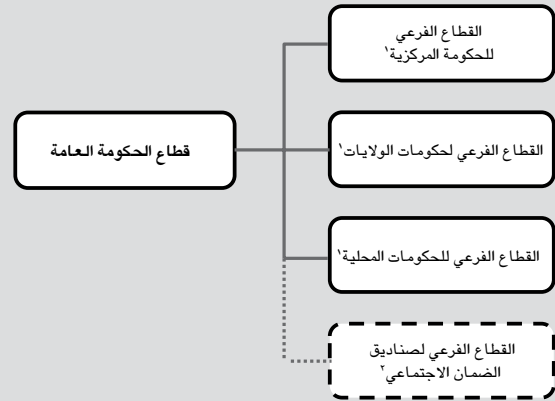 القطاع الفرعي
للحكومة المركزية١
قطاع الحكومة العامة
القطاع الفرعي لحكومات الولايات١
القطاع الفرعي للحكومات المحلية١
القطاع الفرعي لصناديق
الضمان الاجتماعي٢